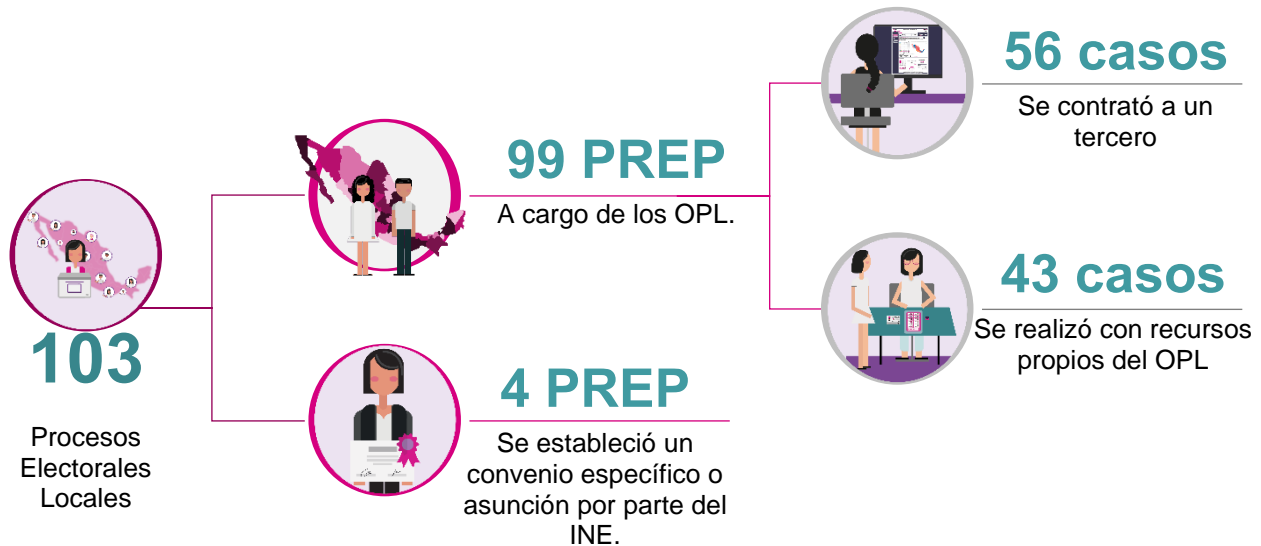 103
Procesos
Electorales
Locales
99 PREP
A cargo de los OPL.
4 PREP
Se estableció un
convenio específico o
asunción por parte del
INE.
56 casos
Se contrató a un
tercero
43 casos
Se realizó con recursos
propios del OPL